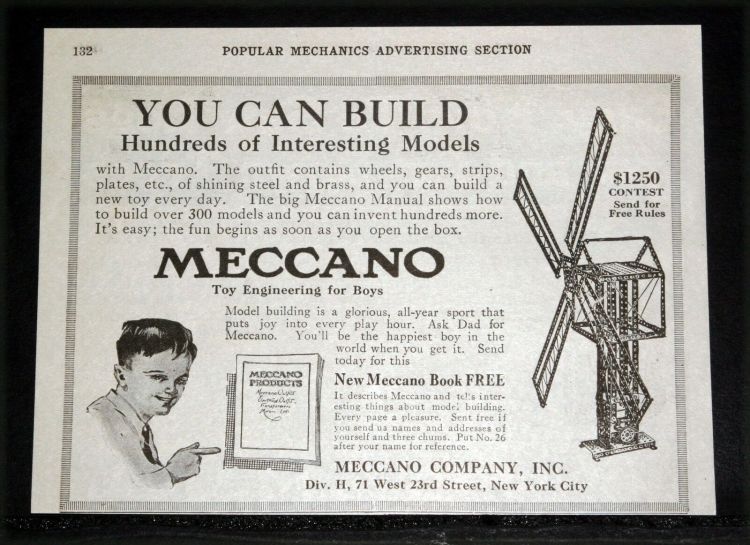 132
POPULAR MECHANICS ADVERTISING SECTION
YOU CAN BUILD
Hundreds of Interesting Models
with Meccano. The outfit contains wheels, gears, strips,
plates, etc., of shining steel and brass, and you can build a
new toy every day. The big Meccano Manual shows how
to build over 300 models and you can invent hundreds more.
It's easy; the fun begins as soon as you open the box.
$1250
CONTEST
Send for
Free Rules
MECCANO
Toy Engineering for Boys
Model building is a glorious, all-year sport that
puts joy into every play hour. Ask Dad for
Meccano. You'll be the happiest boy in the
world when you get it. Send
today for this
MECCANO
PRODUCTS
Meccano Outfits
New Meccano Book FREE
It describes Meccano and tells inter-
esting things about model building.
Every page a pleasure. Sent free if
you send us names and addresses of
yourself and three chums. Put No. 26
after your name for reference.
MECCANO COMPANY, INC.
Div. H, 71 West 23rd Street, New York City